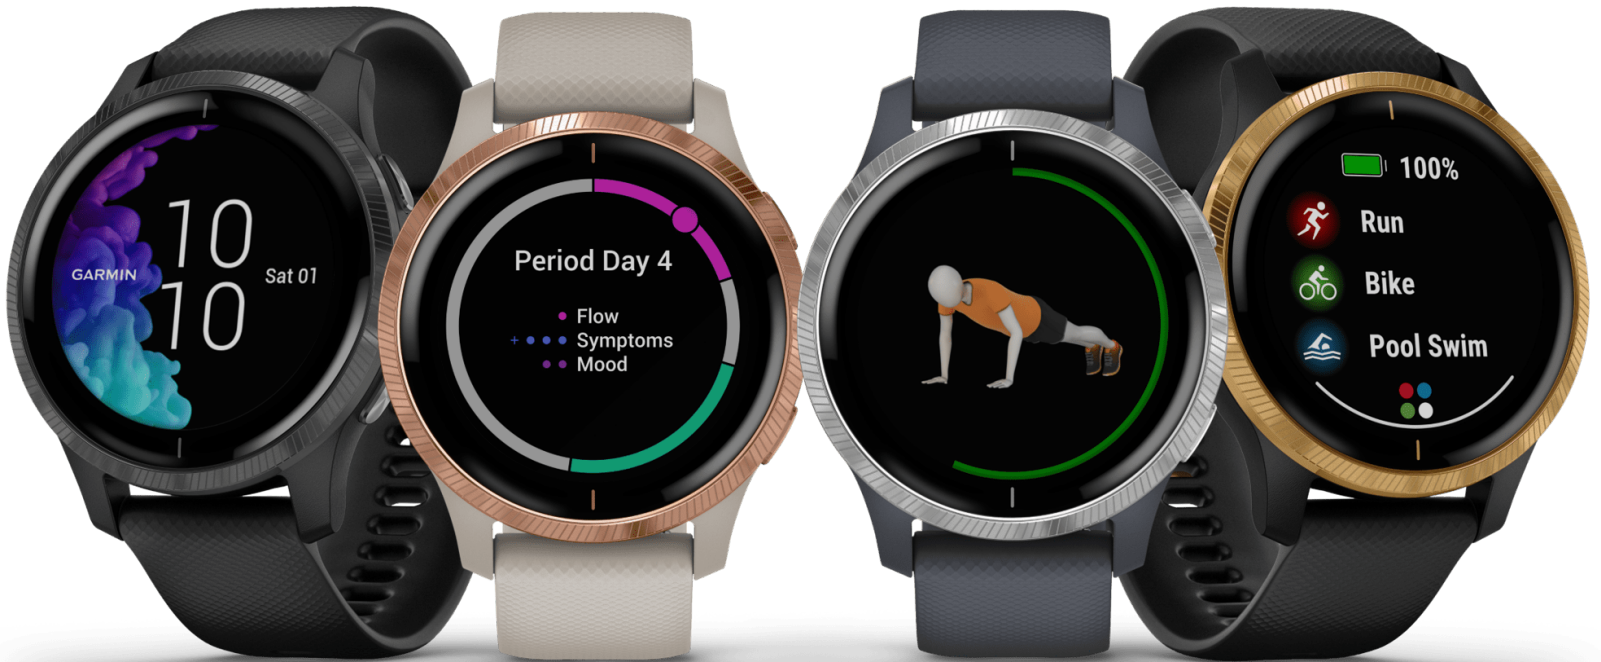 GARMIN
10
10
Sat 01
Period Day 4
Flow
Symptoms
Mood
100%
Run
Bike
Pool Swim